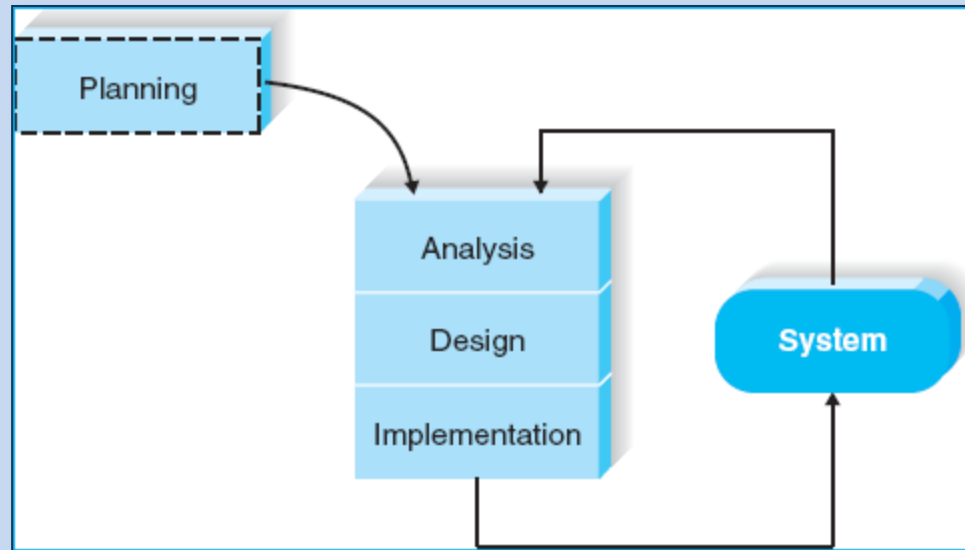 Planning
Analysis
Design
System
Implementation